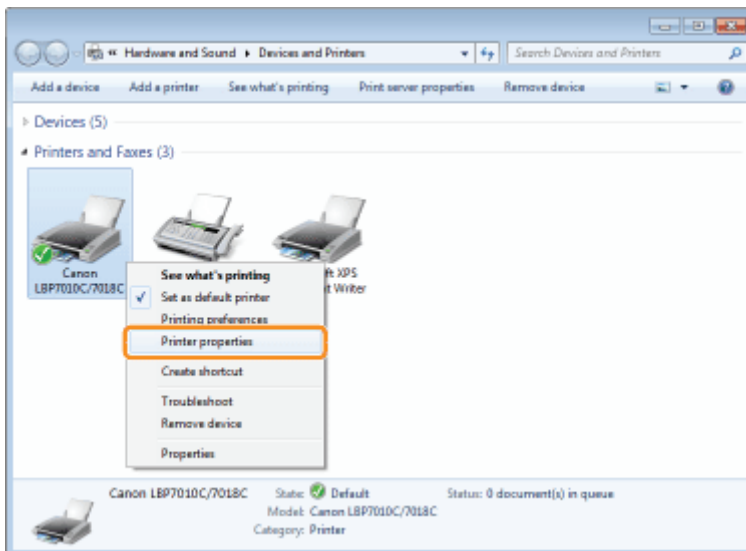 « Hardware and Sound ▸ Devices and Printers Search Devices and Printers
Add a device Add a printer See what's printing Print server properties Remove device
Devices (5)
Printers and Faxes (3)
Canon
LBP7010C/7018C
XPS
Writer
See what's printing
Set as default printer
Printing preferences
Printer properties
Create shortcut
Troubleshoot
Remove device
Properties
Canon LBP7010C/7018C State: Default Status: 0 document(s) in queue
Model: Canon LBP7010C/7018C
Category: Printer